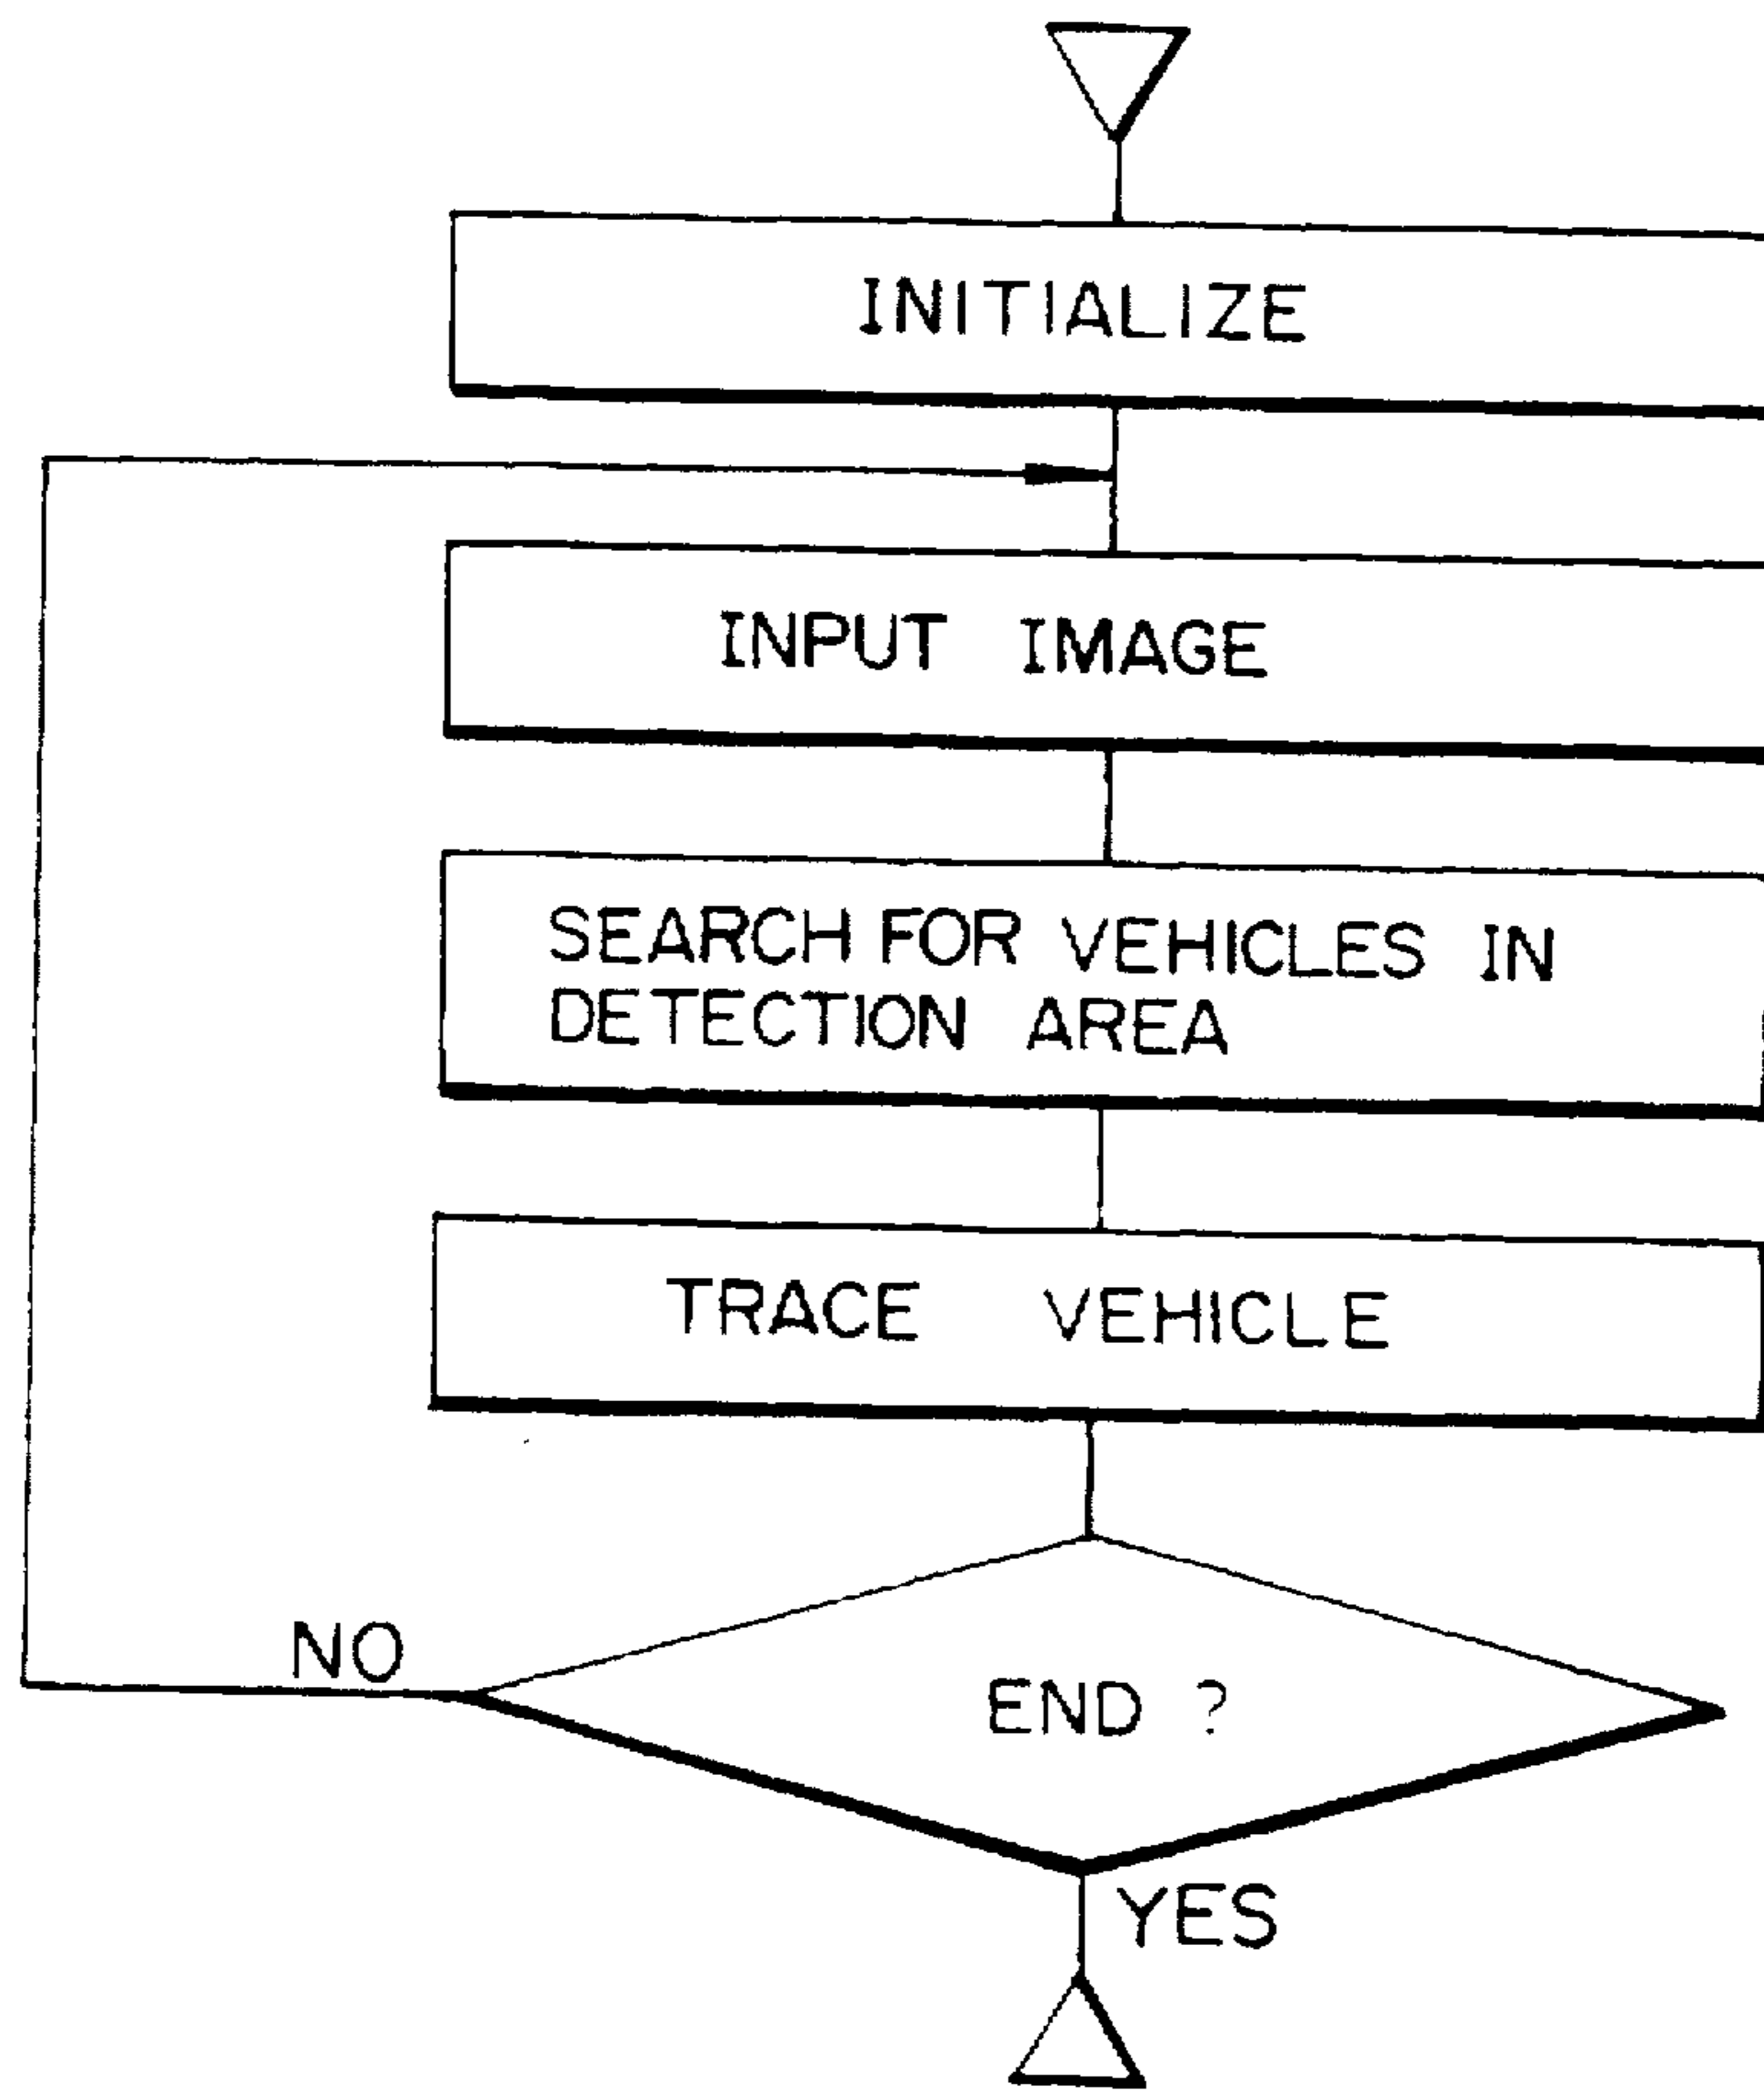 INITIALIZE
INPUT IMAGE
SEARCH FOR VEHICLES IN
DETECTION AREA
TRACE VEHICLE
NO
END ?
YES